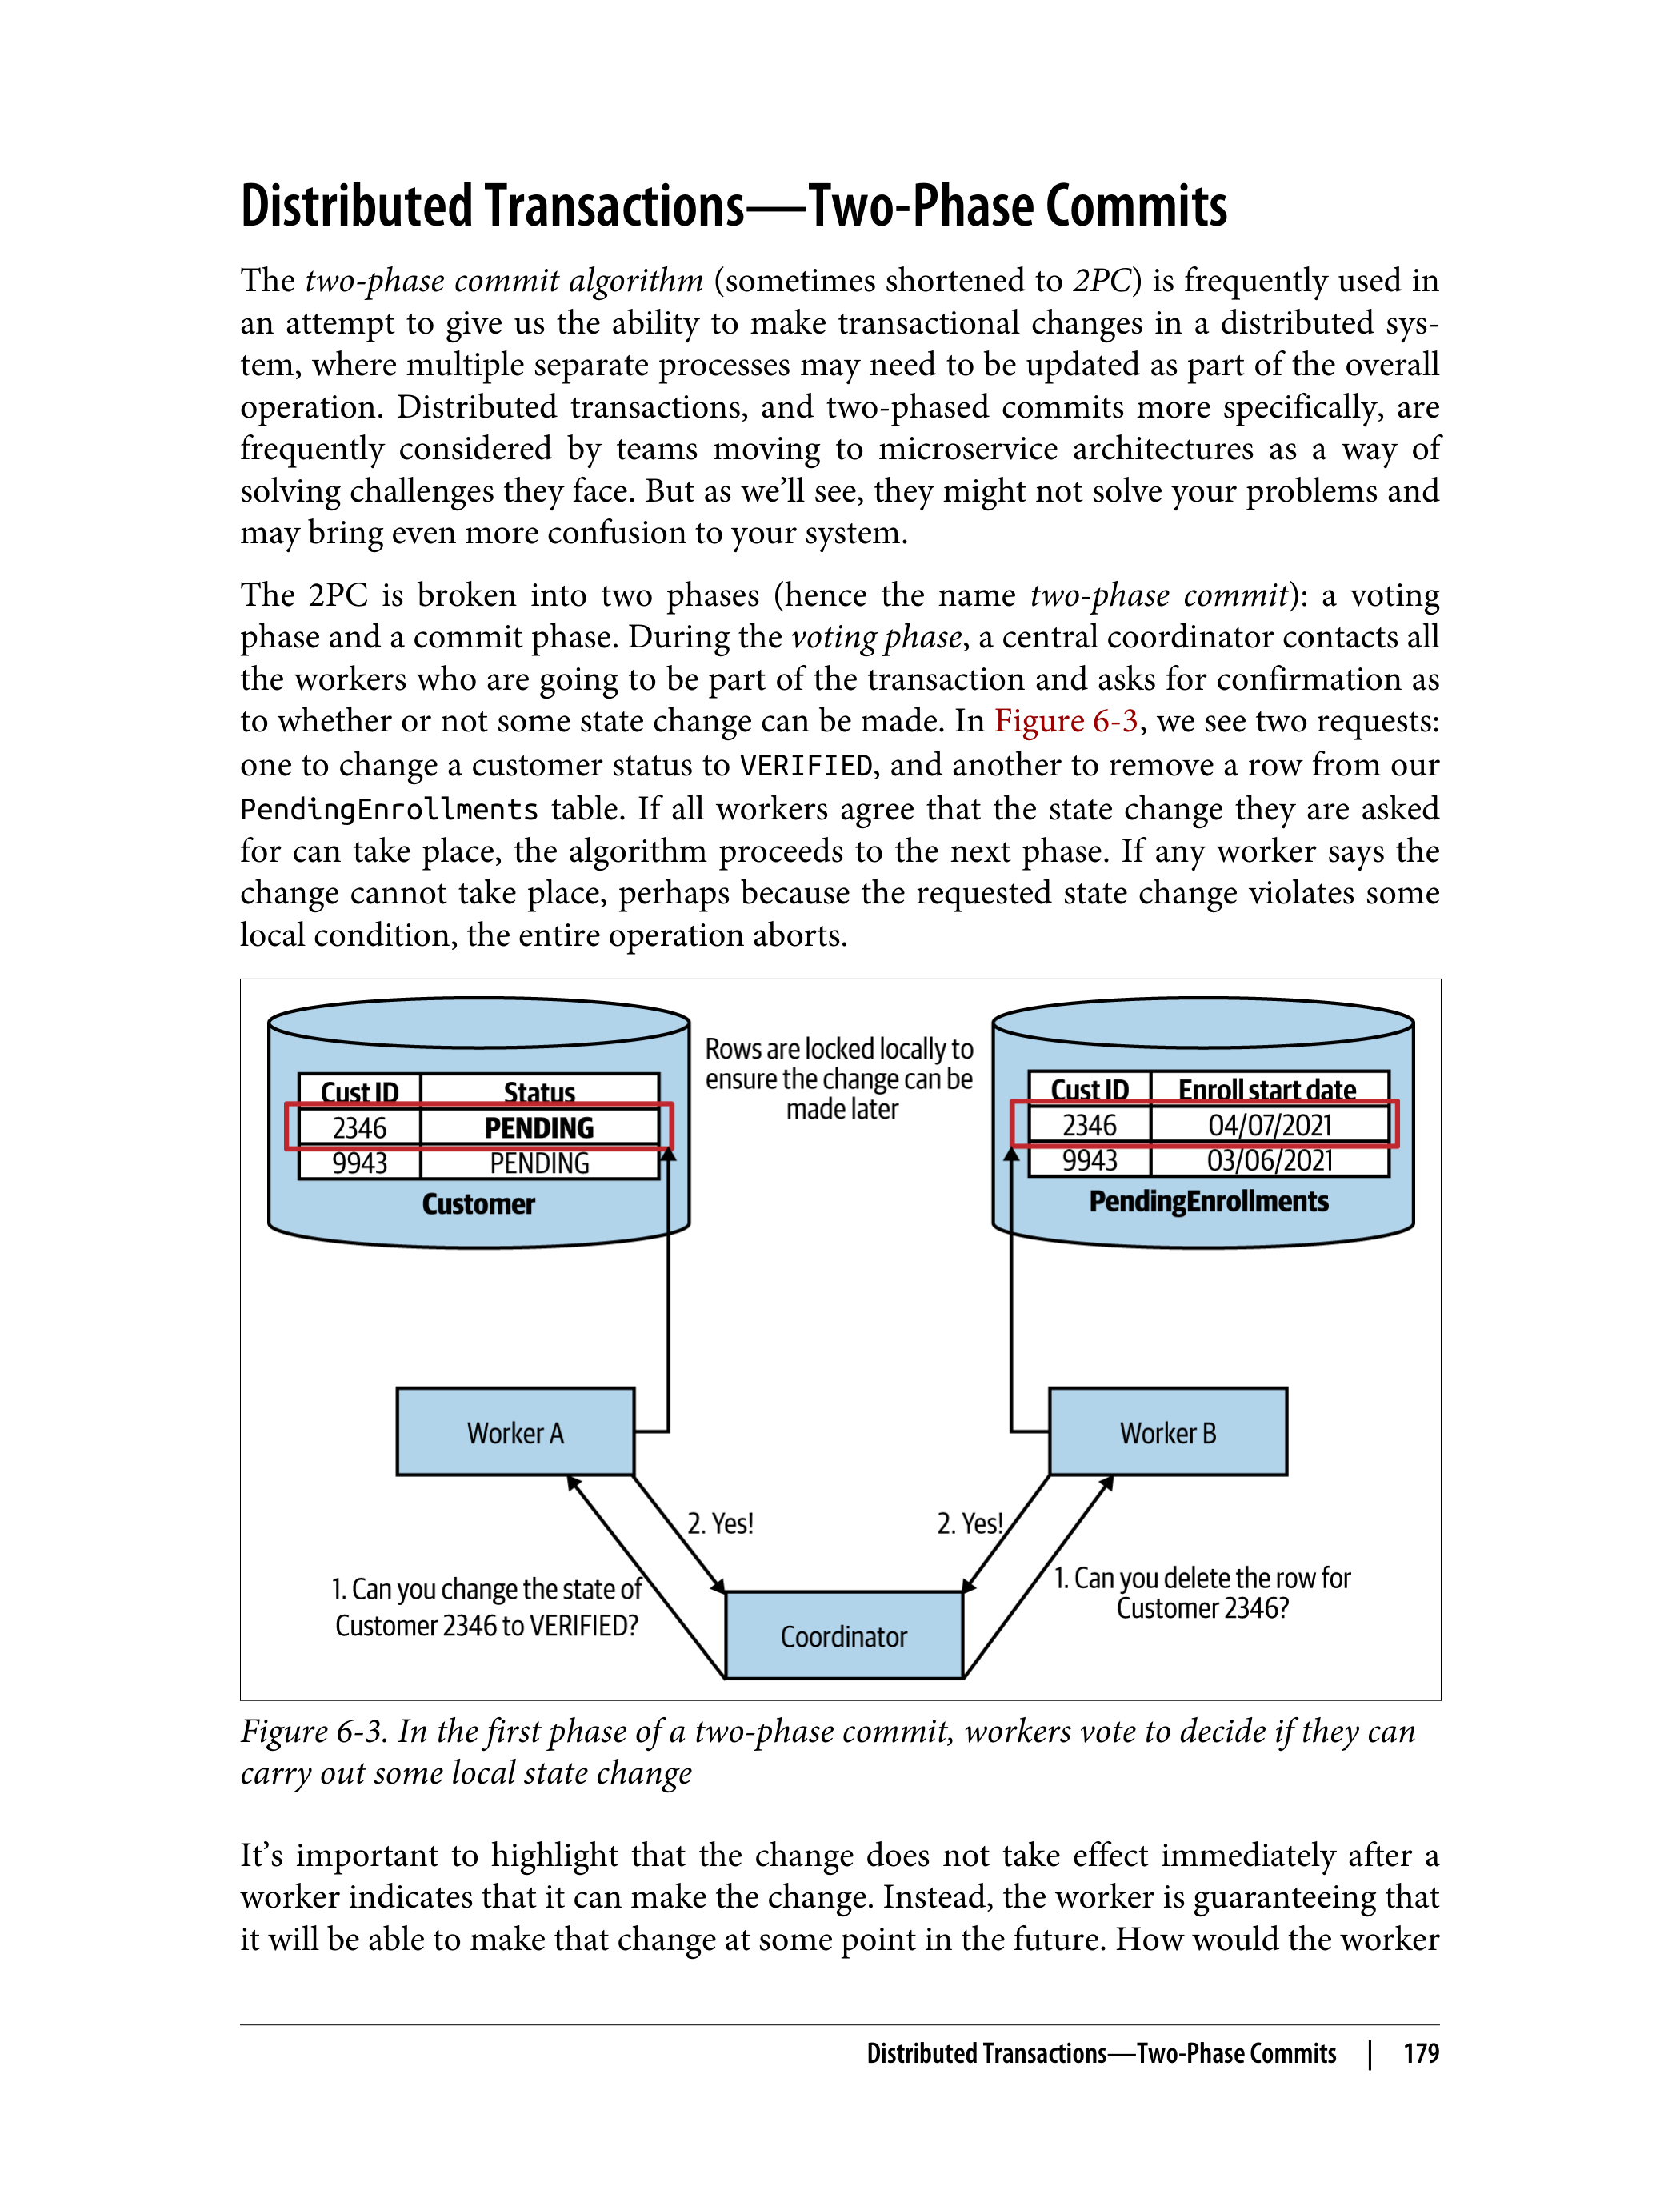 Distributed Transactions—Two-Phase Commits
The two-phase commit algorithm (sometimes shortened to 2PC) is frequently used in
an attempt to give us the ability to make transactional changes in a distributed sys-
tem, where multiple separate processes may need to be updated as part of the overall
operation. Distributed transactions, and two-phased commits more specifically, are
frequently considered by teams moving to microservice architectures as a way of
solving challenges they face. But as we’ll see, they might not solve your problems and
may bring even more confusion to your system.
The 2PC is broken into two phases (hence the name two-phase commit): a voting
phase and a commit phase. During the voting phase, a central coordinator contacts all
the workers who are going to be part of the transaction and asks for confirmation as
to whether or not some state change can be made. In Figure 6-3, we see two requests:
one to change a customer status to VERIFIED, and another to remove a row from our
PendingEnrollments table. If all workers agree that the state change they are asked
for can take place, the algorithm proceeds to the next phase. If any worker says the
change cannot take place, perhaps because the requested state change violates some
local condition, the entire operation aborts.
Cust ID Status
2346 PENDING
9943 PENDING
Customer
Rows are locked locally to
ensure the change can be
made later
Cust ID Enroll start date
2346 04/07/2021
9943 03/06/2021
PendingEnrollments
Worker A
Worker B
2. Yes!
2. Yes!
1. Can you change the state of
Customer 2346 to VERIFIED?
1. Can you delete the row for
Customer 2346?
Coordinator
Figure 6-3. In the first phase of a two-phase commit, workers vote to decide if they can
carry out some local state change
It’s important to highlight that the change does not take effect immediately after a
worker indicates that it can make the change. Instead, the worker is guaranteeing that
it will be able to make that change at some point in the future. How would the worker
Distributed Transactions—Two-Phase Commits | 179